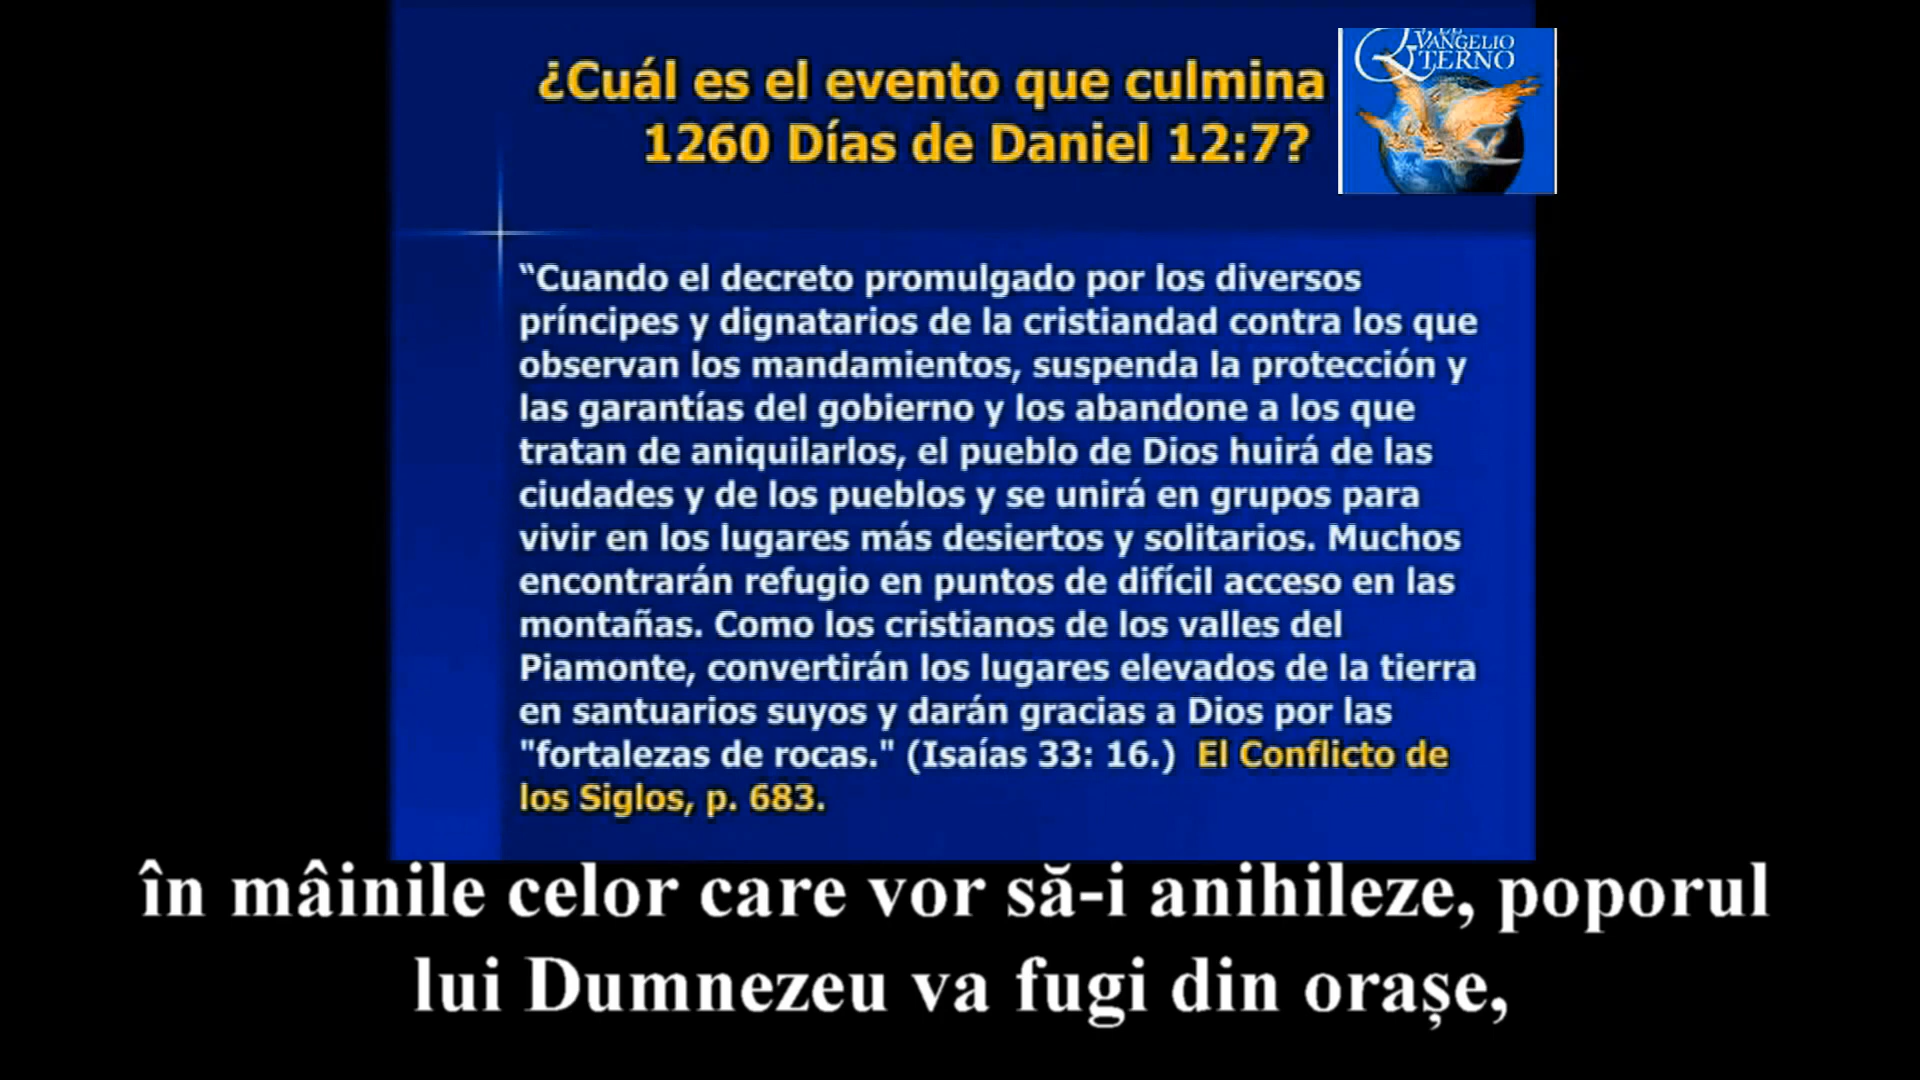 ¿Cuál es el evento que culmina
1260 Días de Daniel 12:7?
EVANGELIO
ETERNO
“Cuando el decreto promulgado por los diversos
príncipes y dignatarios de la cristiandad contra los que
observan los mandamientos, suspenda la protección y
las garantías del gobierno y los abandone a los que
tratan de aniquilarlos, el pueblo de Dios huirá de las
ciudades y de los pueblos y se unirá en grupos para
vivir en los lugares más desiertos y solitarios. Muchos
encontrarán refugio en puntos de difícil acceso en las
montañas. Como los cristianos de los valles del
Piamonte, convertirán los lugares elevados de la tierra
en santuarios suyos y darán gracias a Dios por las
"fortalezas de rocas." (Isaías 33: 16.) El Conflicto de
los Siglos, p. 683.
în mâinile celor care vor să-i anihileze, poporul
lui Dumnezeu va fugi din orașe,